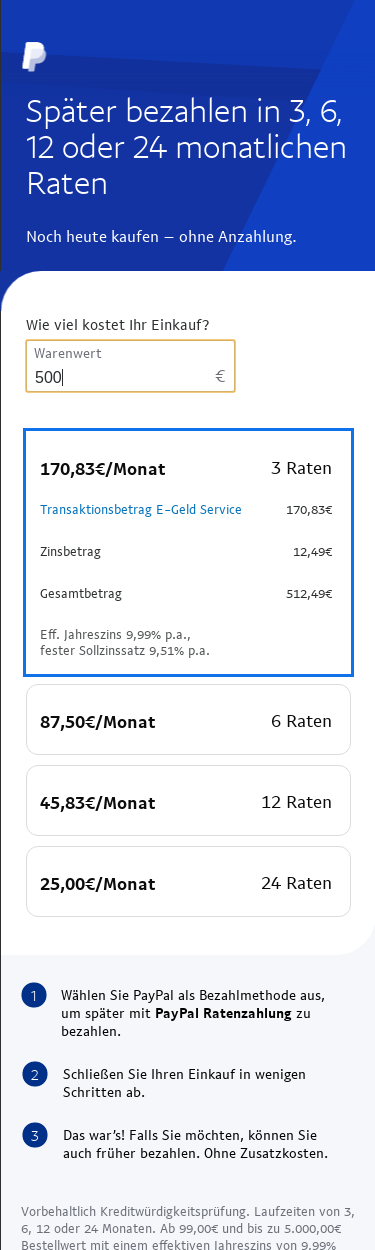 Später bezahlen in 3, 6,
12 oder 24 monatlichen
Raten
Noch heute kaufen – ohne Anzahlung.
Wie viel kostet Ihr Einkauf?
Warenwert
500 €
170,83€/Monat 3 Raten
Transaktionsbetrag E-Geld Service 170,83€
Zinsbetrag 12,49€
Gesamtbetrag 512,49€
Eff. Jahreszins 9,99% p.a.,
fester Sollzinssatz 9,51% p.a.
87,50€/Monat 6 Raten
45,83€/Monat 12 Raten
25,00€/Monat 24 Raten
1 Wählen Sie PayPal als Bezahlmethode aus,
um später mit PayPal Ratenzahlung zu
bezahlen.
2 Schließen Sie Ihren Einkauf in wenigen
Schritten ab.
3 Das war's! Falls Sie möchten, können Sie
auch früher bezahlen. Ohne Zusatzkosten.
Vorbehaltlich Kreditwürdigkeitsprüfung. Laufzeiten von 3,
6, 12 oder 24 Monaten. Ab 99,00€ und bis zu 5.000,00€
Bestellwert mit einem effektiven Jahreszins von 9,99%